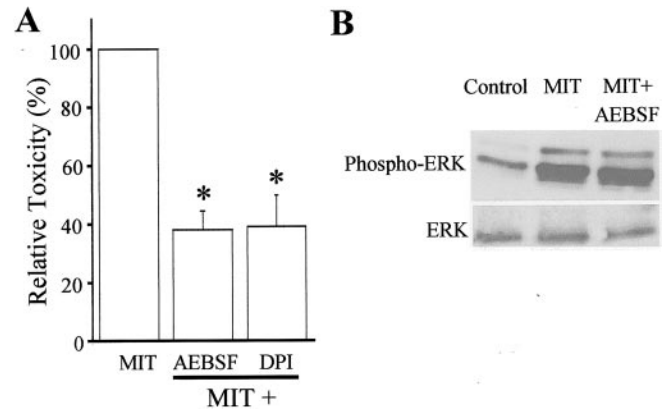 A
Relative Toxicity (%)
100
80
60
40
20
0
*
*
MIT
AEBSF
DPI
MIT +
B
Control MIT MIT+
AEBSF
Phospho-ERK
ERK